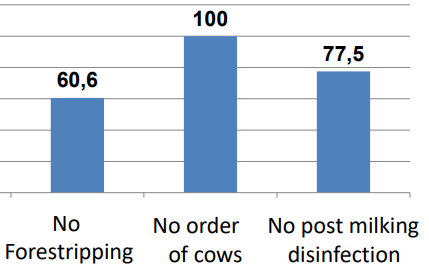 60,6
100
77,5
No
Forestripping
No order
of cows
No post milking
disinfection